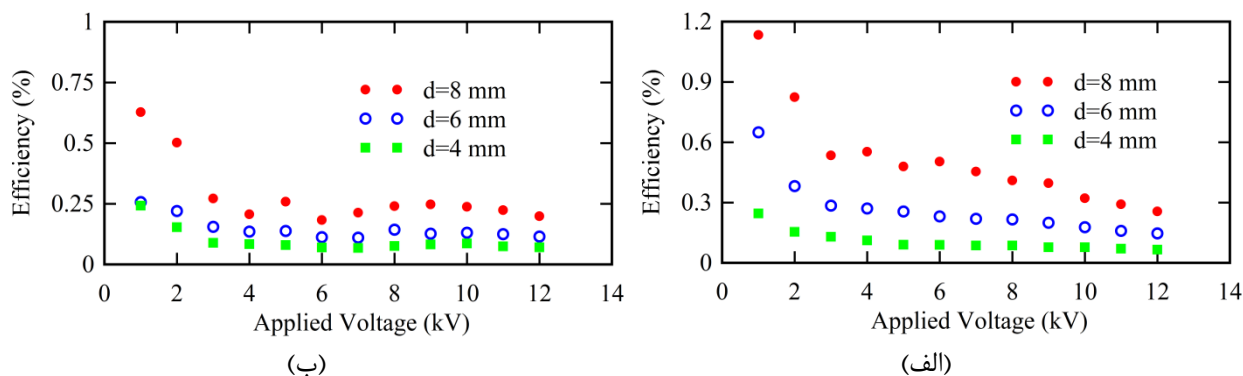 1
0.75
0.5
0.25
0
Efficiency (%)
d=8 mm
d=6 mm
d=4 mm
0 2 4 6 8 10 12 14
Applied Voltage (kV)
(ب)
1.2
0.9
0.6
0.3
0
Efficiency (%)
d=8 mm
d=6 mm
d=4 mm
0 2 4 6 8 10 12 14
Applied Voltage (kV)
(الف)